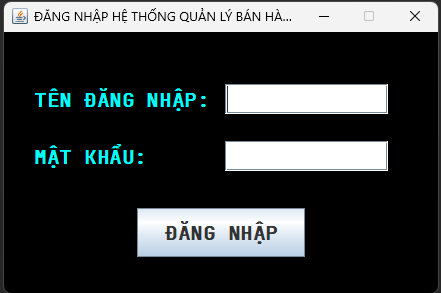 ĐĂNG NHẬP HỆ THỐNG QUẢN LÝ BÁN HÀ...
TÊN ĐĂNG NHẬP:
MẬT KHẨU:
ĐĂNG NHẬP